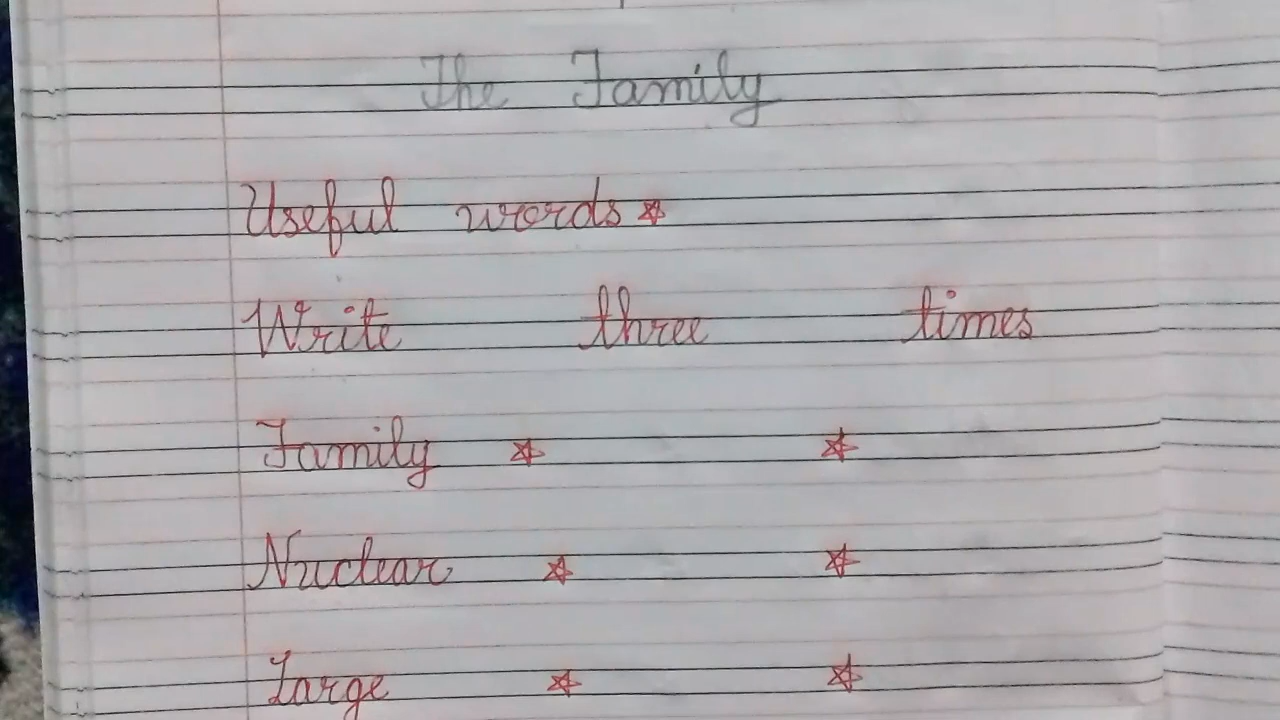 The Family
Useful words
Write three times
Family
Nuclear
Large